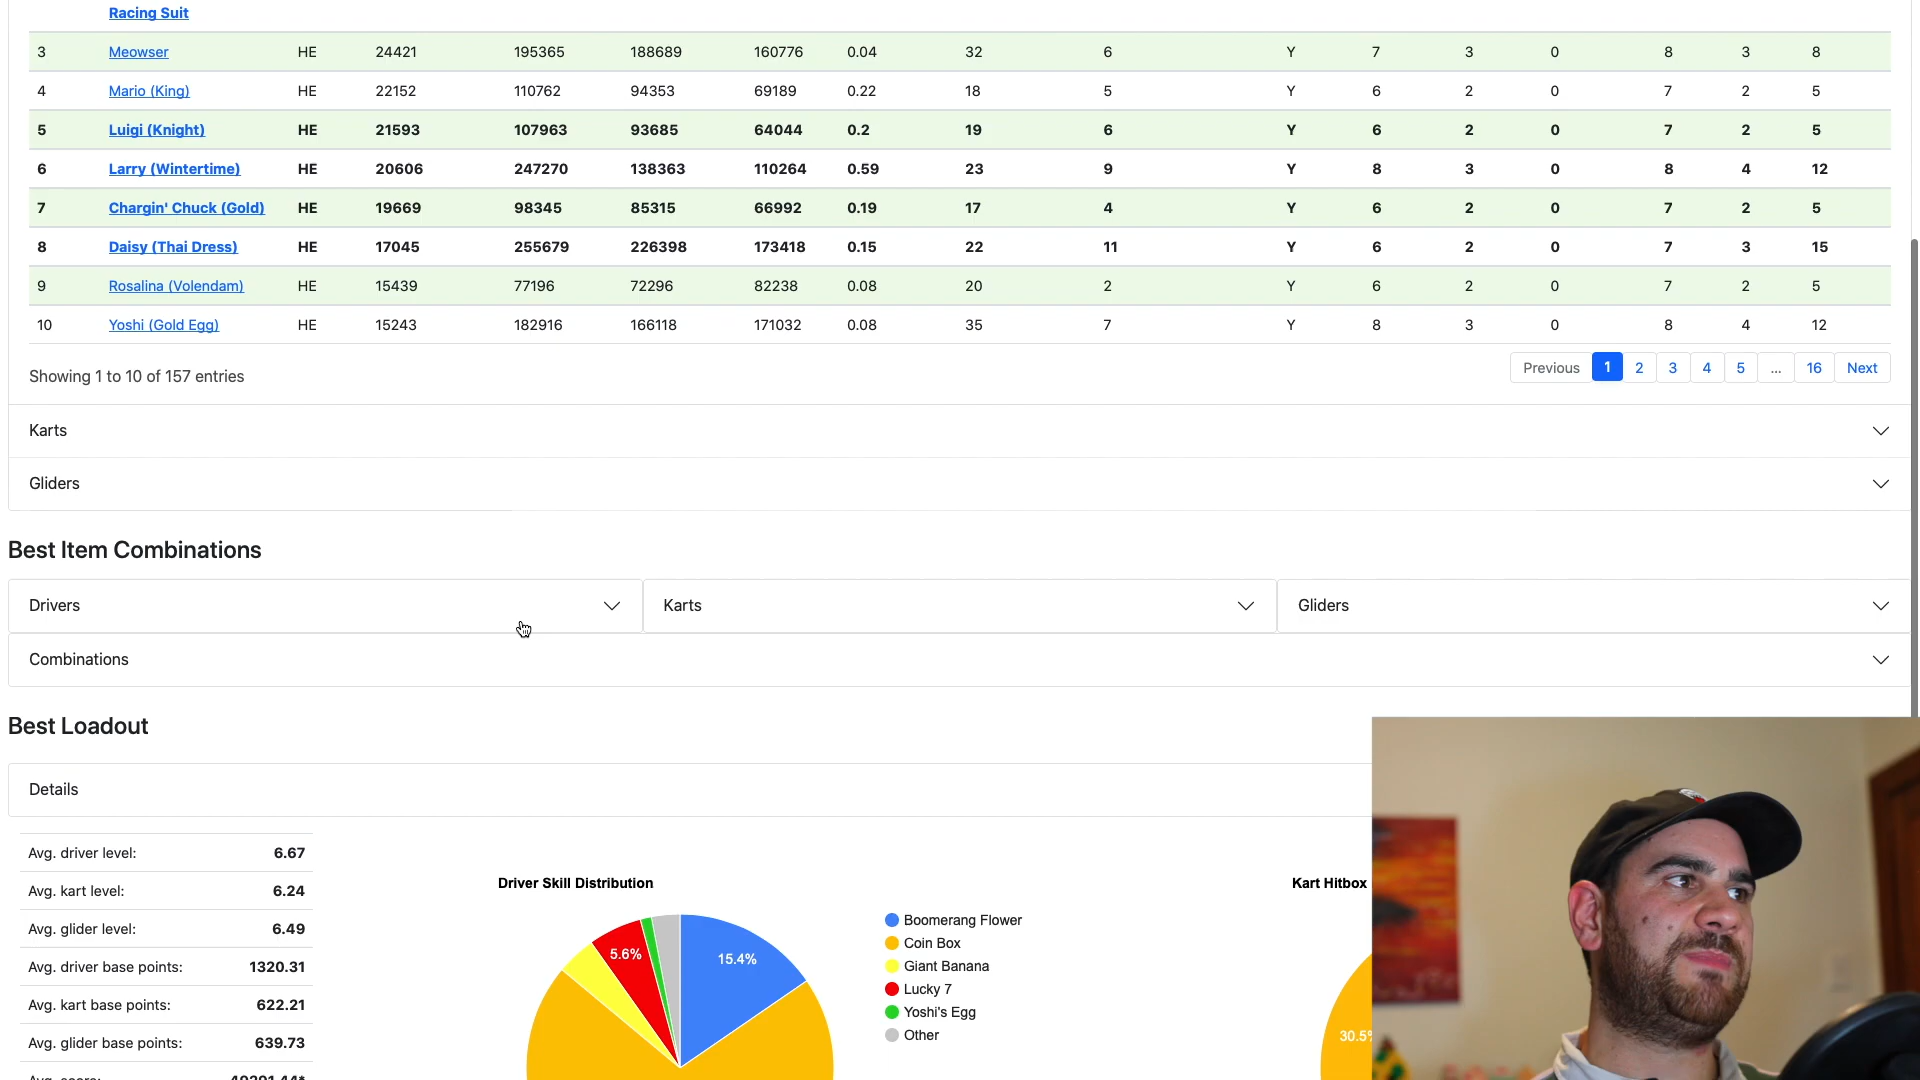 Racing Suit
3 Meowser HE 24421 195365 188689 160776 0.04 32 6 Y 7 3 0 8 3 8
4 Mario (King) HE 22152 110762 94353 69189 0.22 18 5 Y 6 2 0 7 2 5
5 Luigi (Knight) HE 21593 107963 93685 64044 0.2 19 6 Y 6 2 0 7 2 5
6 Larry (Wintertime) HE 20606 247270 138363 110264 0.59 23 9 Y 8 3 0 8 4 12
7 Chargin' Chuck (Gold) HE 19669 98345 85315 66992 0.19 17 4 Y 6 2 0 7 2 5
8 Daisy (Thai Dress) HE 17045 255679 226398 173418 0.15 22 11 Y 6 2 0 7 3 15
9 Rosalina (Volendam) HE 15439 77196 72296 82238 0.08 20 2 Y 6 2 0 7 2 5
10 Yoshi (Gold Egg) HE 15243 182916 166118 171032 0.08 35 7 Y 8 3 0 8 4 12
Showing 1 to 10 of 157 entries
Previous 1 2 3 4 5 ... 16 Next
Karts
Gliders
Best Item Combinations
Drivers Karts Gliders
Combinations
Best Loadout
Details
Avg. driver level: 6.67
Avg. kart level: 6.24
Avg. glider level: 6.49
Avg. driver base points: 1320.31
Avg. kart base points: 622.21
Avg. glider base points: 639.73
Driver Skill Distribution
5.6%
15.4%
Boomerang Flower
Coin Box
Giant Banana
Lucky 7
Yoshi's Egg
Other
Kart Hitbox
30.5%